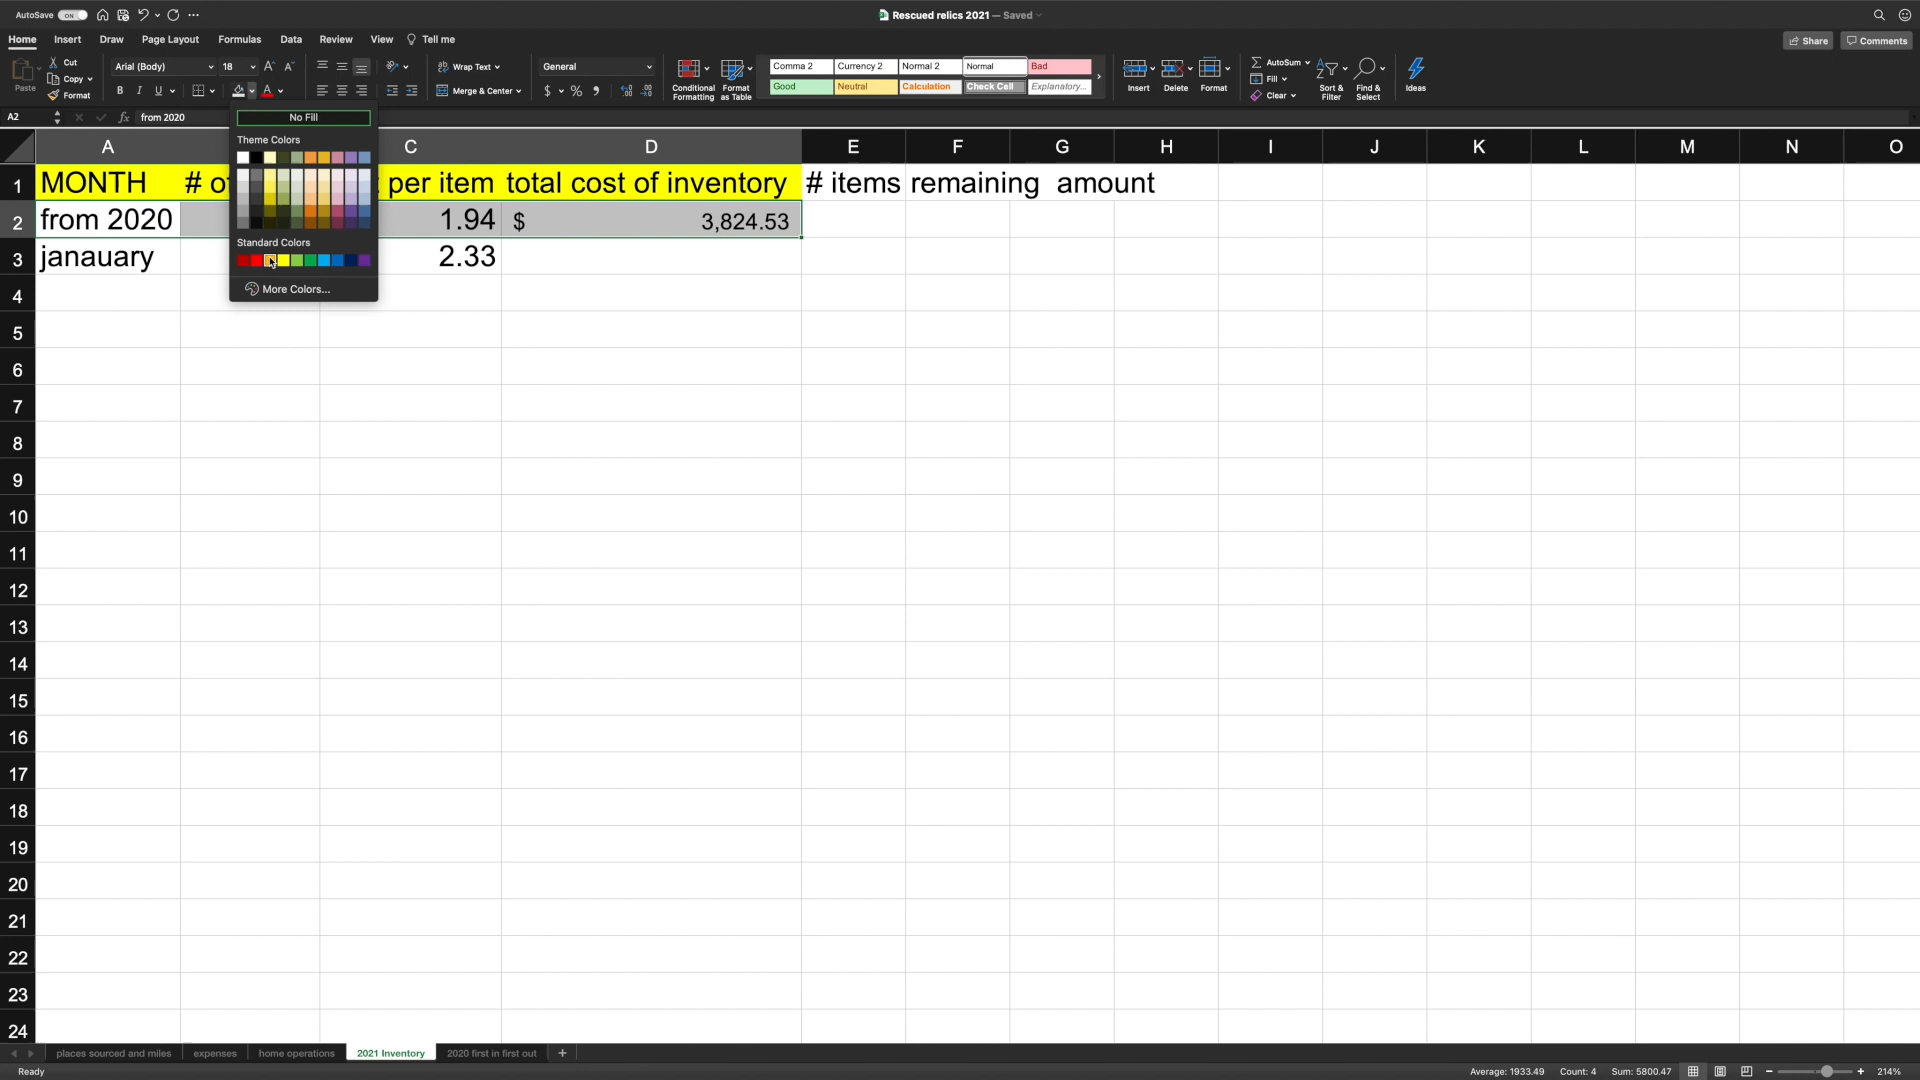 AutoSave ON
Rescued relics 2021 — Saved
Home Insert Draw Page Layout Formulas Data Review View Tell me
Share Comments
Paste
Cut
Copy
Format
Arial (Body) 18
B I U
Wrap Text
Merge & Center
General
$ % ,
Conditional Formatting
Format as Table
Comma 2 Currency 2 Normal 2 Normal Bad
Good Neutral Calculation Check Cell Explanatory...
Insert Delete Format
AutoSum
Fill
Clear
Sort & Filter
Find & Select
Ideas
A2 fx from 2020
No Fill
Theme Colors
Standard Colors
More Colors...
A C D E F G H I J K L M N O
1 MONTH # of per item total cost of inventory # items remaining amount
2 from 2020 1.94 $ 3,824.53
3 janauary 2.33
4
5
6
7
8
9
10
11
12
13
14
15
16
17
18
19
20
21
22
23
24
places sourced and miles expenses home operations 2021 Inventory 2020 first in first out +
Ready
Average: 1933.49 Count: 4 Sum: 5800.47 214%